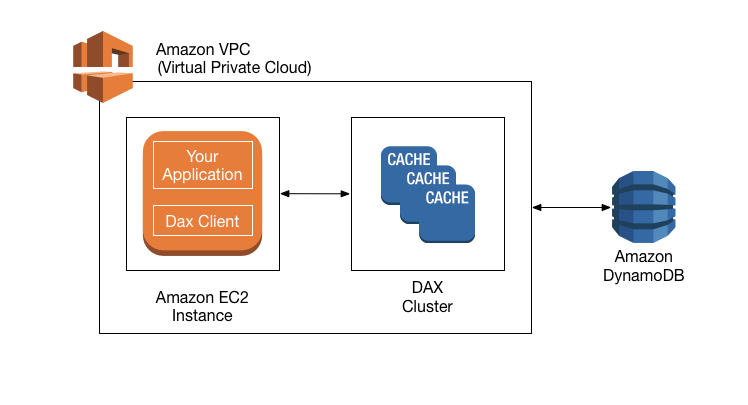 Amazon VPC
(Virtual Private Cloud)
Your
Application
Dax Client
CACHE
CACHE
CACHE
Amazon EC2
Instance
DAX
Cluster
Amazon
DynamoDB